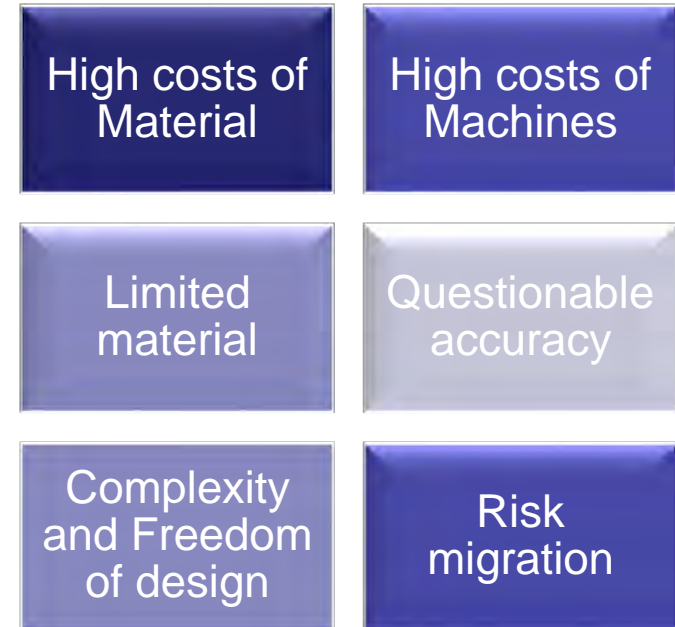 High costs of
Material
High costs of
Machines
Limited
material
Questionable
accuracy
Complexity
and Freedom
of design
Risk
migration